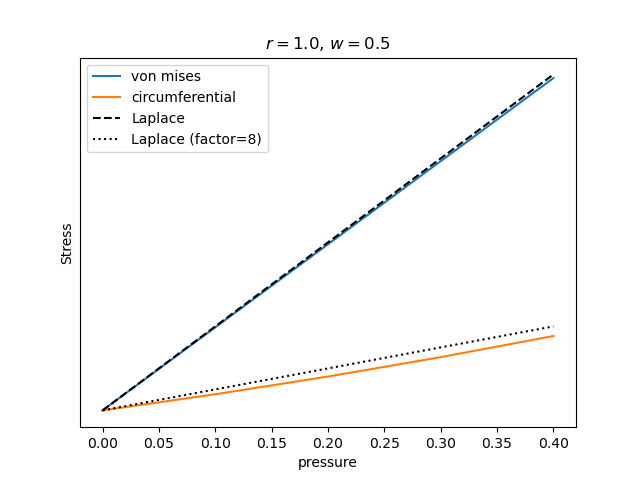 r = 1.0, w = 0.5
von mises
circumferential
Laplace
Laplace (factor=8)
Stress
0.00 0.05 0.10 0.15 0.20 0.25 0.30 0.35 0.40
pressure